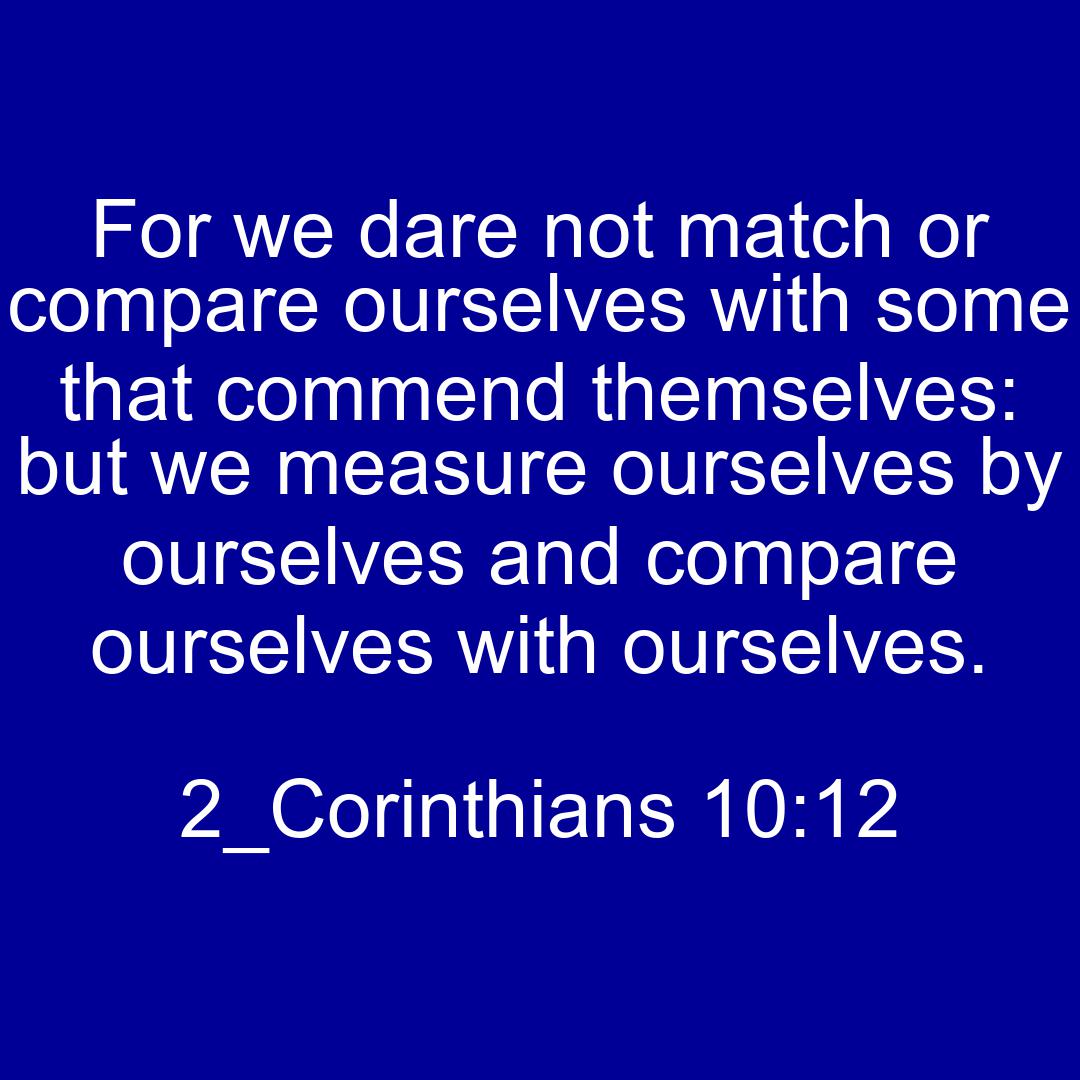 For we dare not match or
compare ourselves with some
that commend themselves:
but we measure ourselves by
ourselves and compare
ourselves with ourselves.
2_Corinthians 10:12